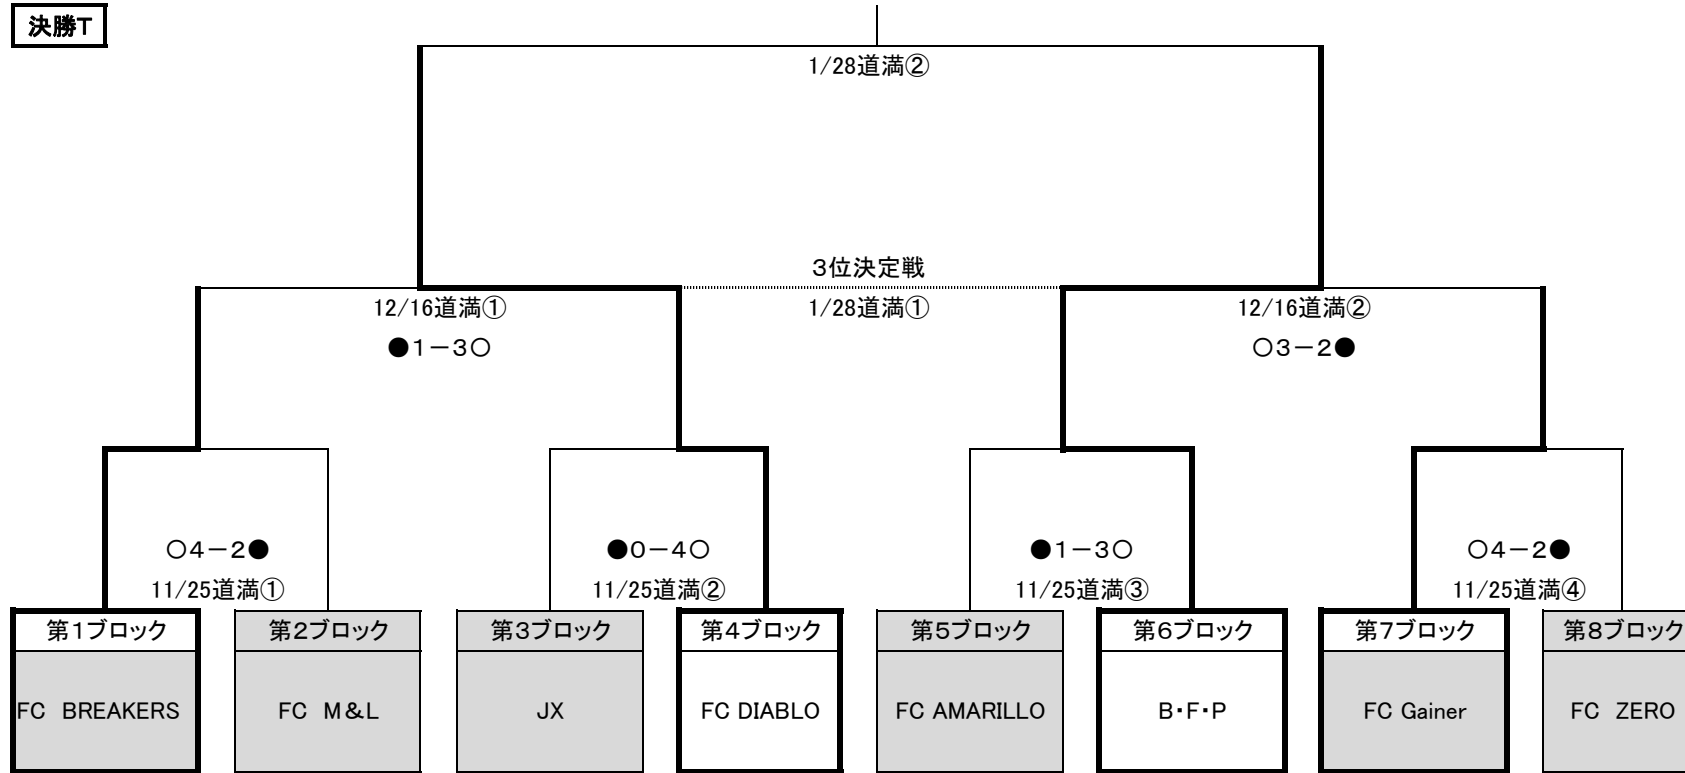 決勝T
1/28道満②
3位決定戦
12/16道満① 1/28道満① 12/16道満②
●1－3○ ○3－2●
○4－2● ●0－4○ ●1－3○ ○4－2●
11/25道満① 11/25道満② 11/25道満③ 11/25道満④
第1ブロック 第2ブロック 第3ブロック 第4ブロック 第5ブロック 第6ブロック 第7ブロック 第8ブロック
FC BREAKERS FC M&L JX FC DIABLO FC AMARILLO B・F・P FC Gainer FC ZERO